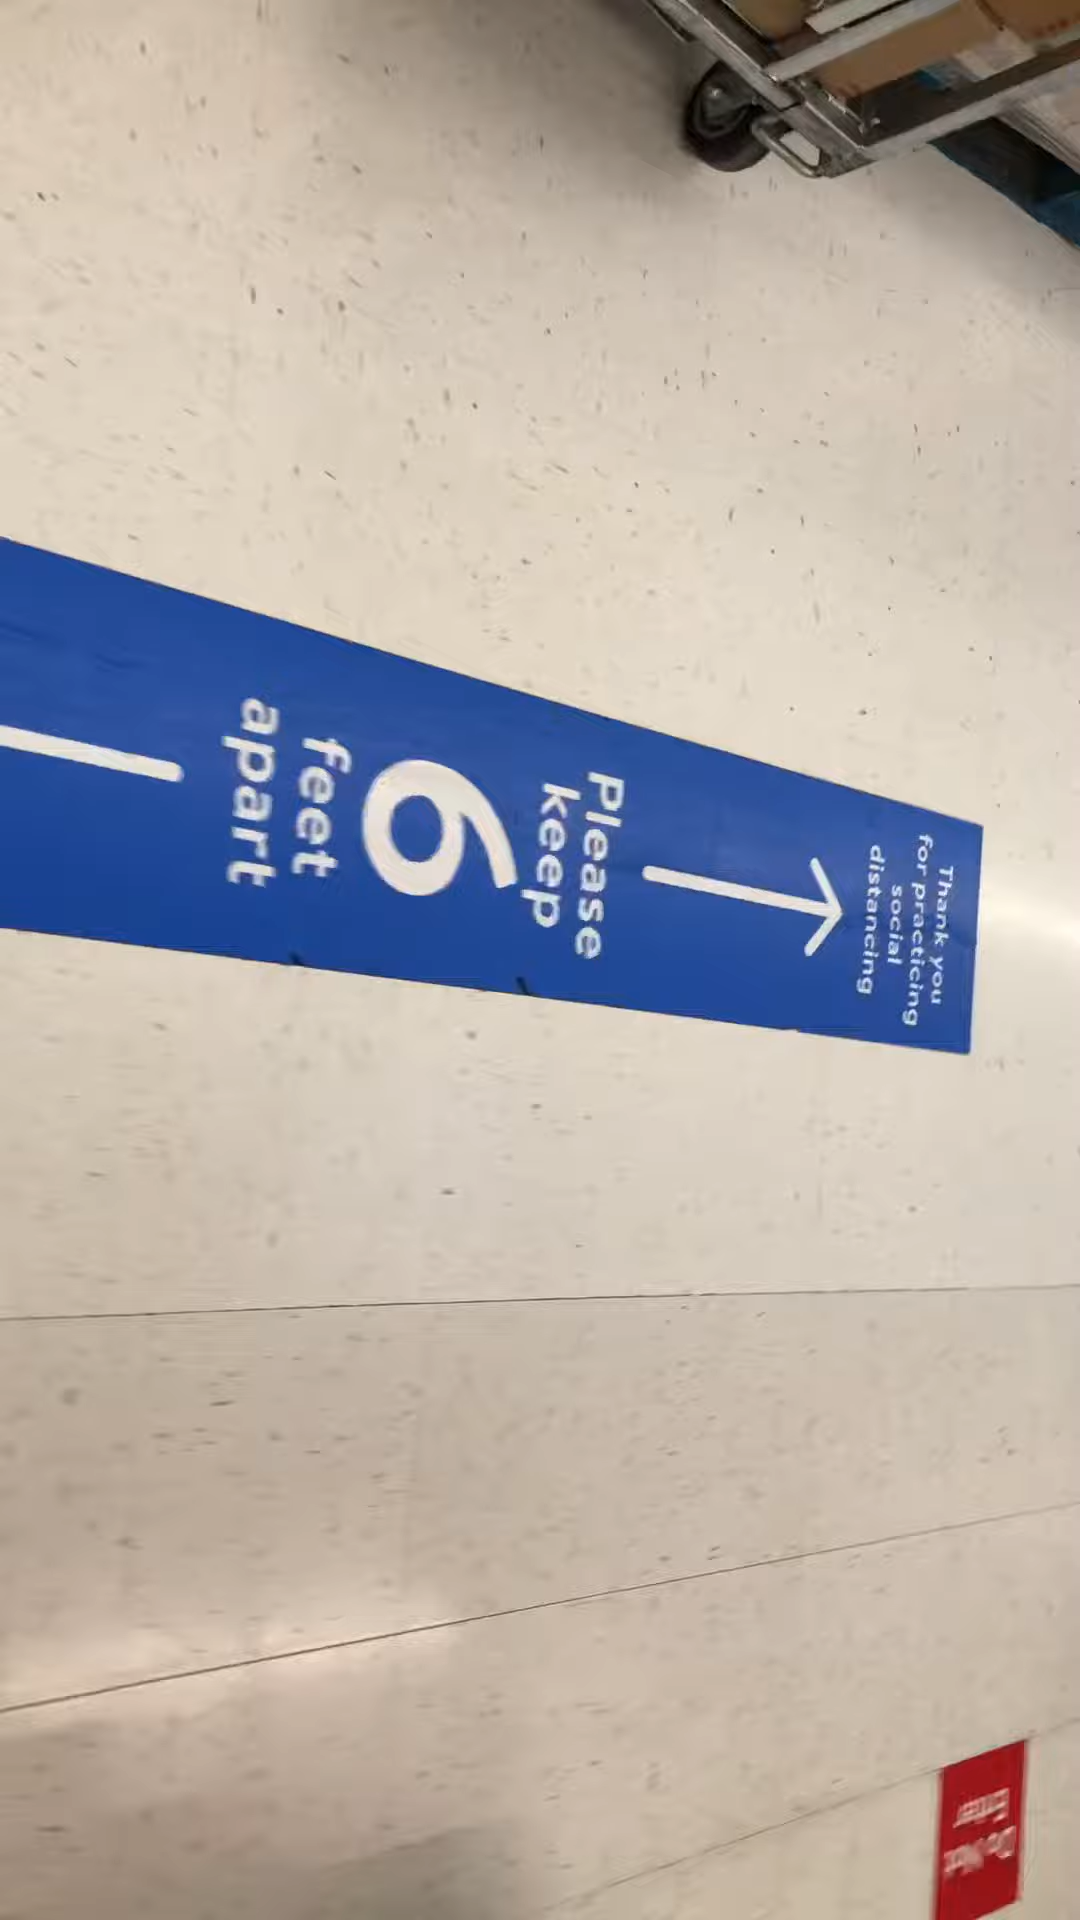 Thank you
for practicing
social
distancing
Please
keep
6
feet
apart
Do Not
Enter